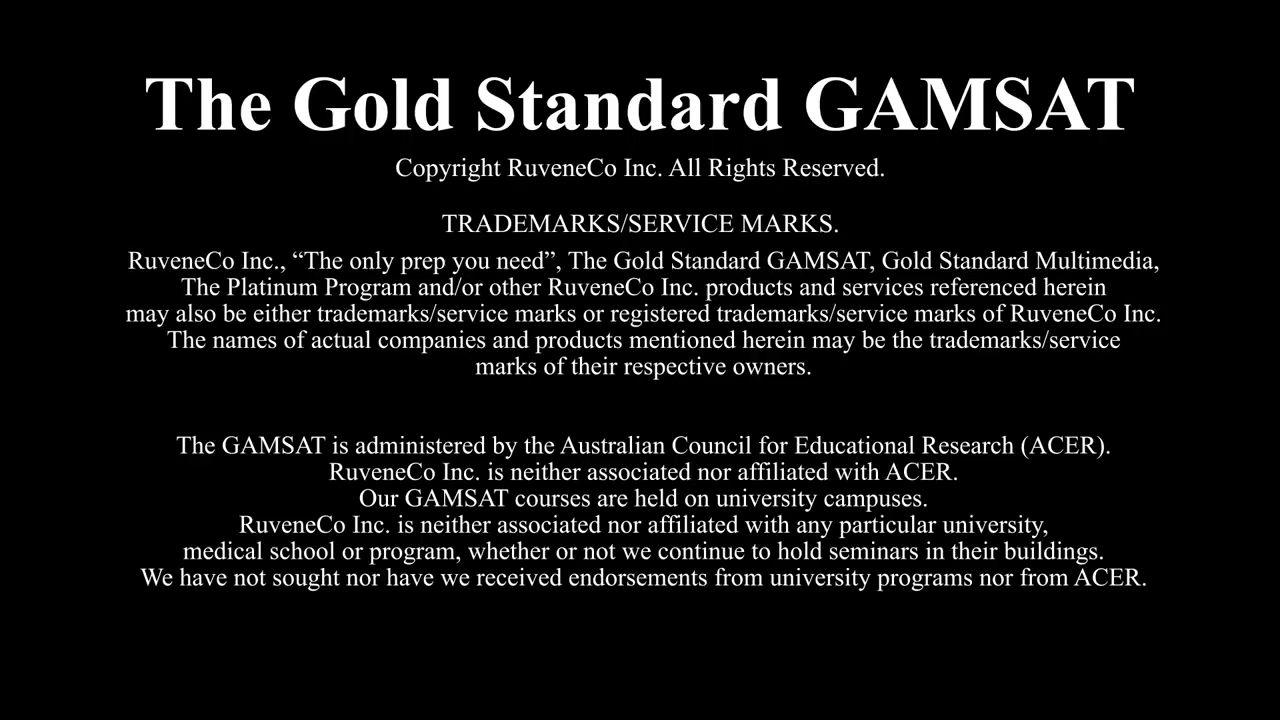 The Gold Standard GAMSAT
Copyright RuveneCo Inc. All Rights Reserved.
TRADEMARKS/SERVICE MARKS.
RuveneCo Inc., “The only prep you need”, The Gold Standard GAMSAT, Gold Standard Multimedia,
The Platinum Program and/or other RuveneCo Inc. products and services referenced herein
may also be either trademarks/service marks or registered trademarks/service marks of RuveneCo Inc.
The names of actual companies and products mentioned herein may be the trademarks/service
marks of their respective owners.
The GAMSAT is administered by the Australian Council for Educational Research (ACER).
RuveneCo Inc. is neither associated nor affiliated with ACER.
Our GAMSAT courses are held on university campuses.
RuveneCo Inc. is neither associated nor affiliated with any particular university,
medical school or program, whether or not we continue to hold seminars in their buildings.
We have not sought nor have we received endorsements from university programs nor from ACER.